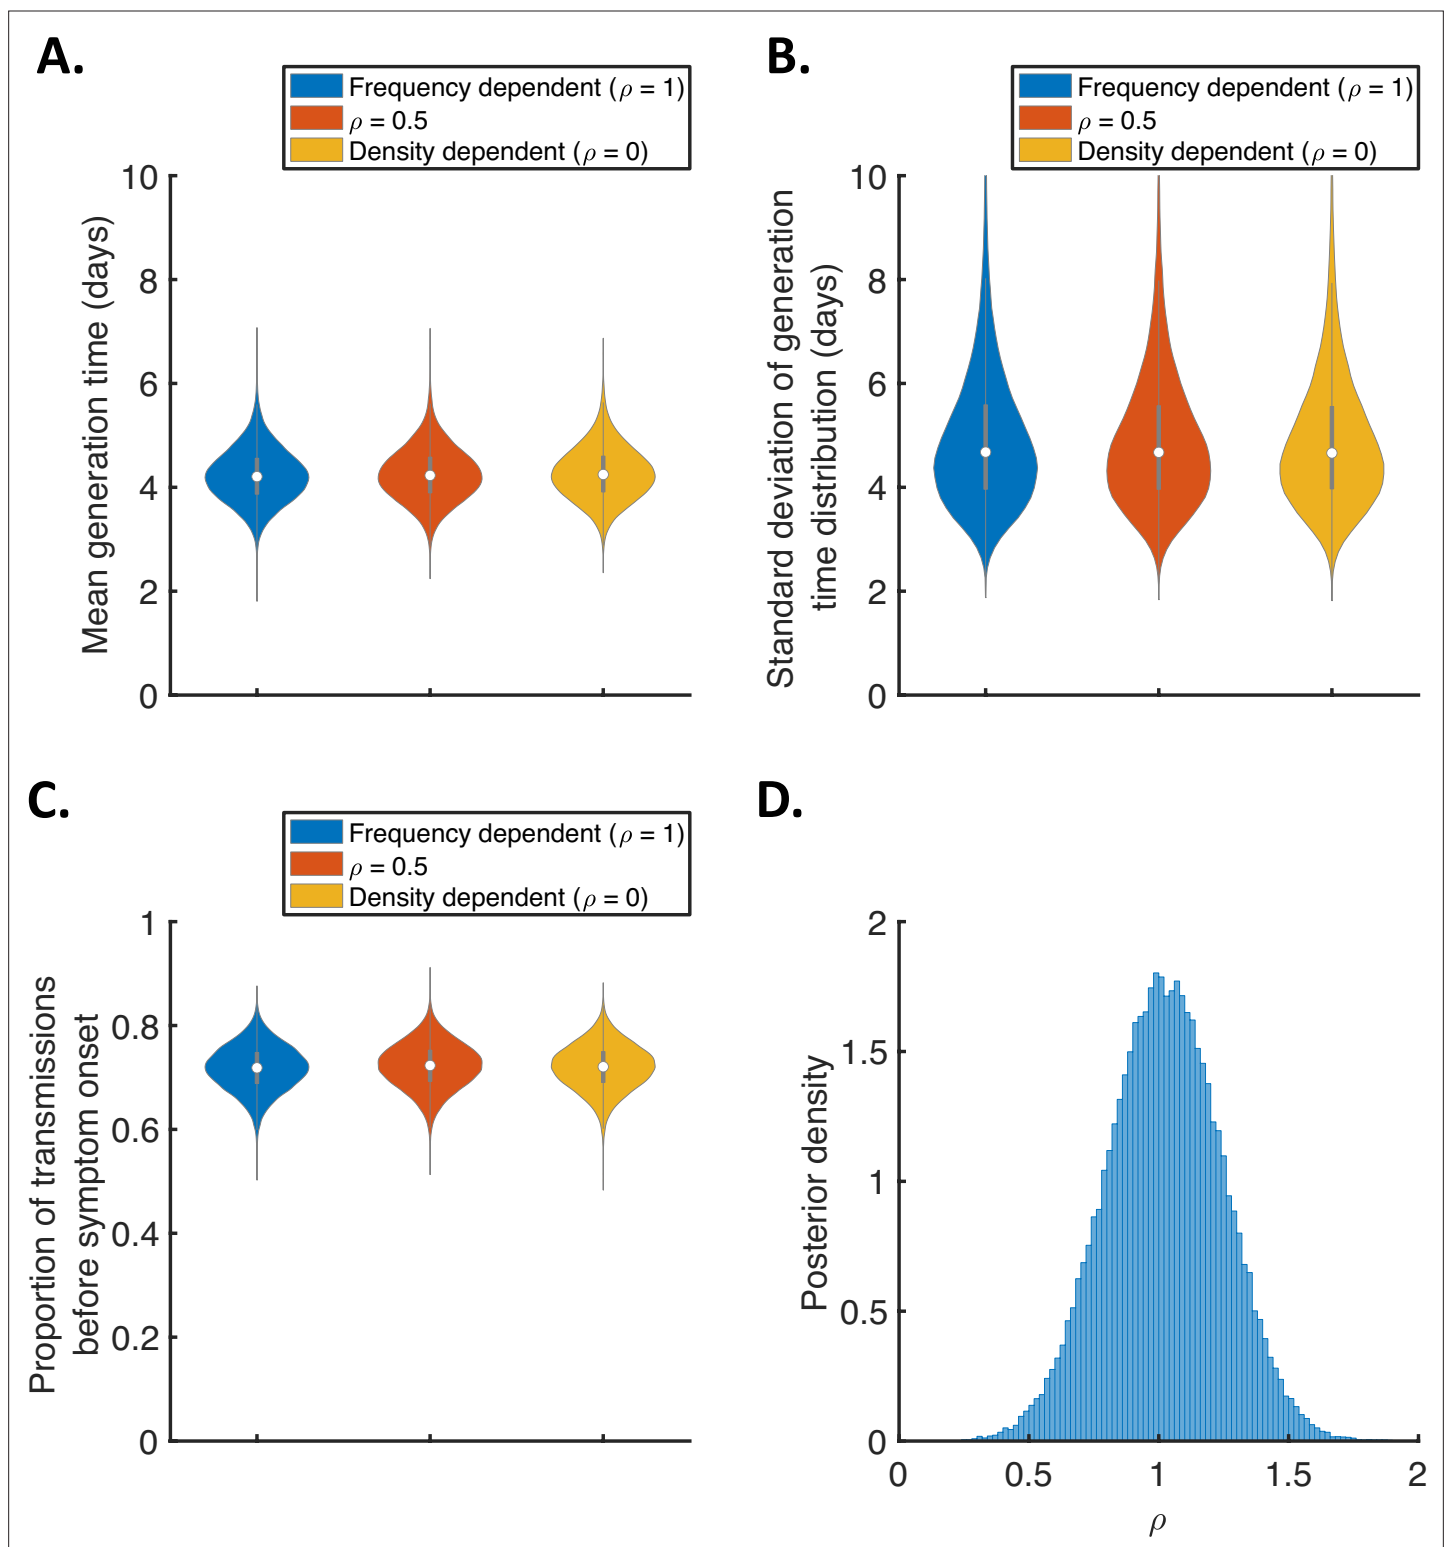 A.
Frequency dependent (ρ = 1)
ρ = 0.5
Density dependent (ρ = 0)
10
8
6
4
2
0
Mean generation time (days)
B.
Frequency dependent (ρ = 1)
ρ = 0.5
Density dependent (ρ = 0)
10
8
6
4
2
0
Standard deviation of generation
time distribution (days)
C.
Frequency dependent (ρ = 1)
ρ = 0.5
Density dependent (ρ = 0)
1
0.8
0.6
0.4
0.2
0
Proportion of transmissions
before symptom onset
D.
2
1.5
1
0.5
0
Posterior density
0 0.5 1 1.5 2
ρ